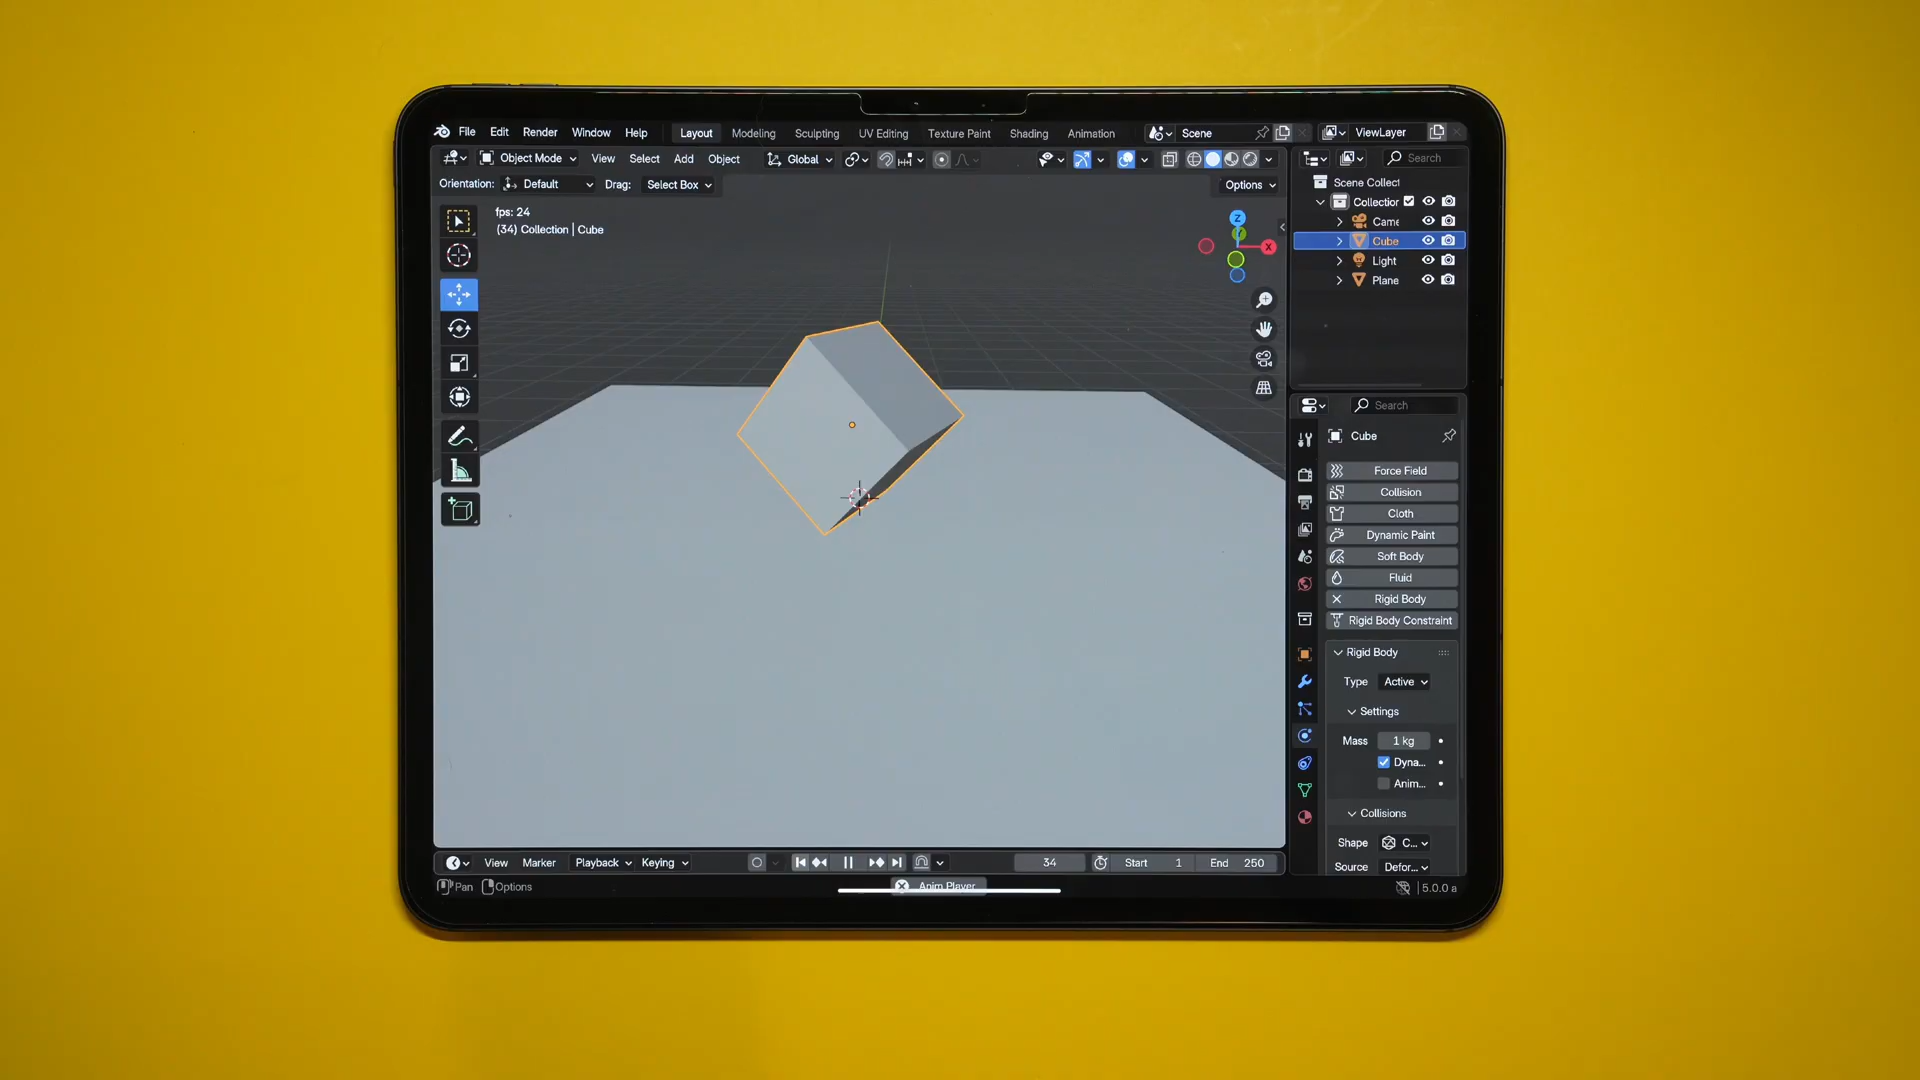 File Edit Render Window Help Layout Modeling Sculpting UV Editing Texture Paint Shading Animation Scene ViewLayer
Object Mode View Select Add Object Global Search
Orientation: Default Drag: Select Box Options
fps: 24
(34) Collection | Cube
Z
Y
X
Scene Collect
Collection
Came
Cube
Light
Plane
Search
Cube
Force Field
Collision
Cloth
Dynamic Paint
Soft Body
Fluid
Rigid Body
Rigid Body Constraint
Rigid Body
Type Active
Settings
Mass 1 kg
Dyna...
Anim...
Collisions
Shape C...
Source Defor...
View Marker Playback Keying 34 Start 1 End 250
Pan Options Anim Player 5.0.0 a